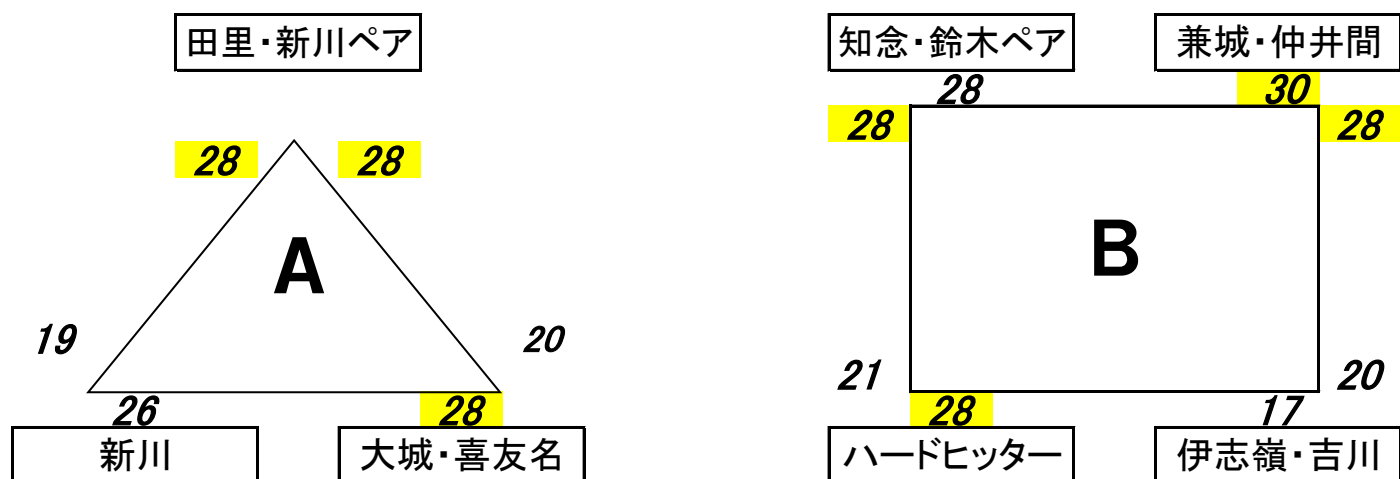 田里・新川ペア
知念・鈴木ペア
兼城・仲井間
28
30
28
28
28
28
A
B
19
20
21
20
26
28
28
17
新川
大城・喜友名
ハードヒッター
伊志嶺・吉川